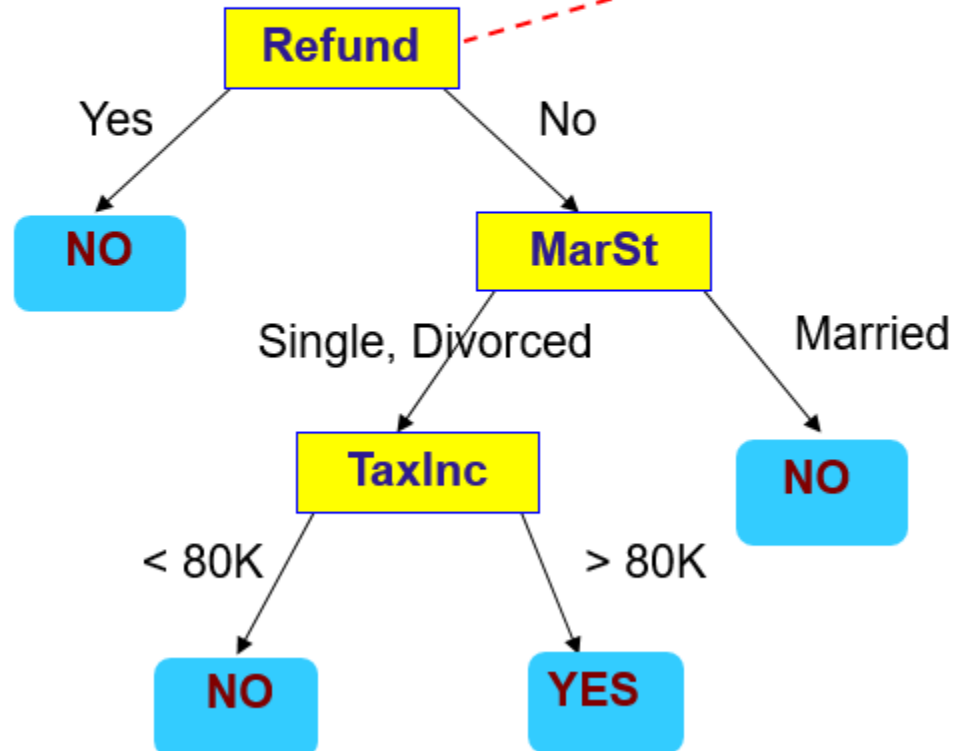 Refund
Yes
No
NO
MarSt
Single, Divorced
Married
TaxInc
NO
< 80K
> 80K
NO
YES